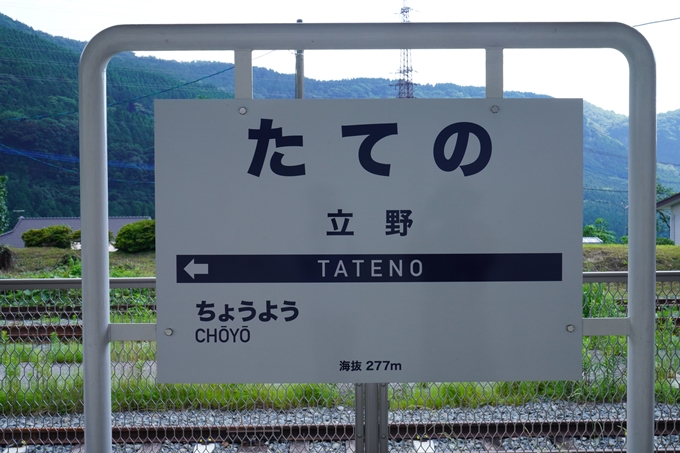 たての
立野
← TATENO
ちょうよう
CHŌYŌ
海抜 277m